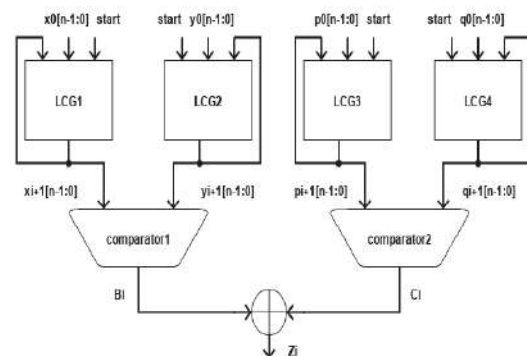 x0[n-1:0] start start y0[n-1:0] p0[n-1:0] start start q0[n-1:0]
LCG1 LCG2 LCG3 LCG4
xi+1[n-1:0] yi+1[n-1:0] pi+1[n-1:0] qi+1[n-1:0]
comparator1 comparator2
Bi Ci
Zi